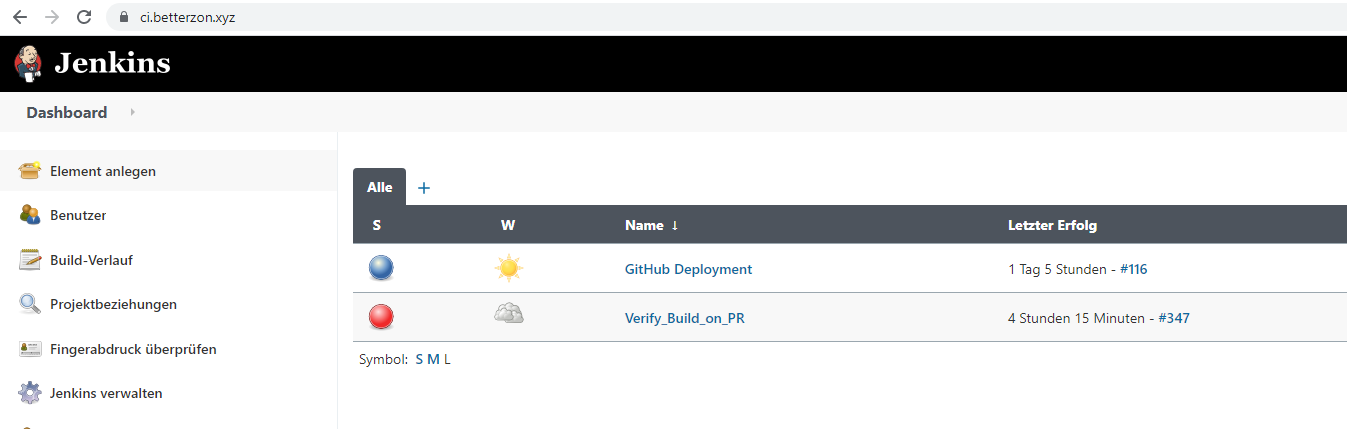 ci.betterzon.xyz
Jenkins
Dashboard
Element anlegen
Benutzer
Build-Verlauf
Projektbeziehungen
Fingerabdruck überprüfen
Jenkins verwalten
Alle +
S W Name ↓ Letzter Erfolg
GitHub Deployment 1 Tag 5 Stunden - #116
Verify_Build_on_PR 4 Stunden 15 Minuten - #347
Symbol: S M L